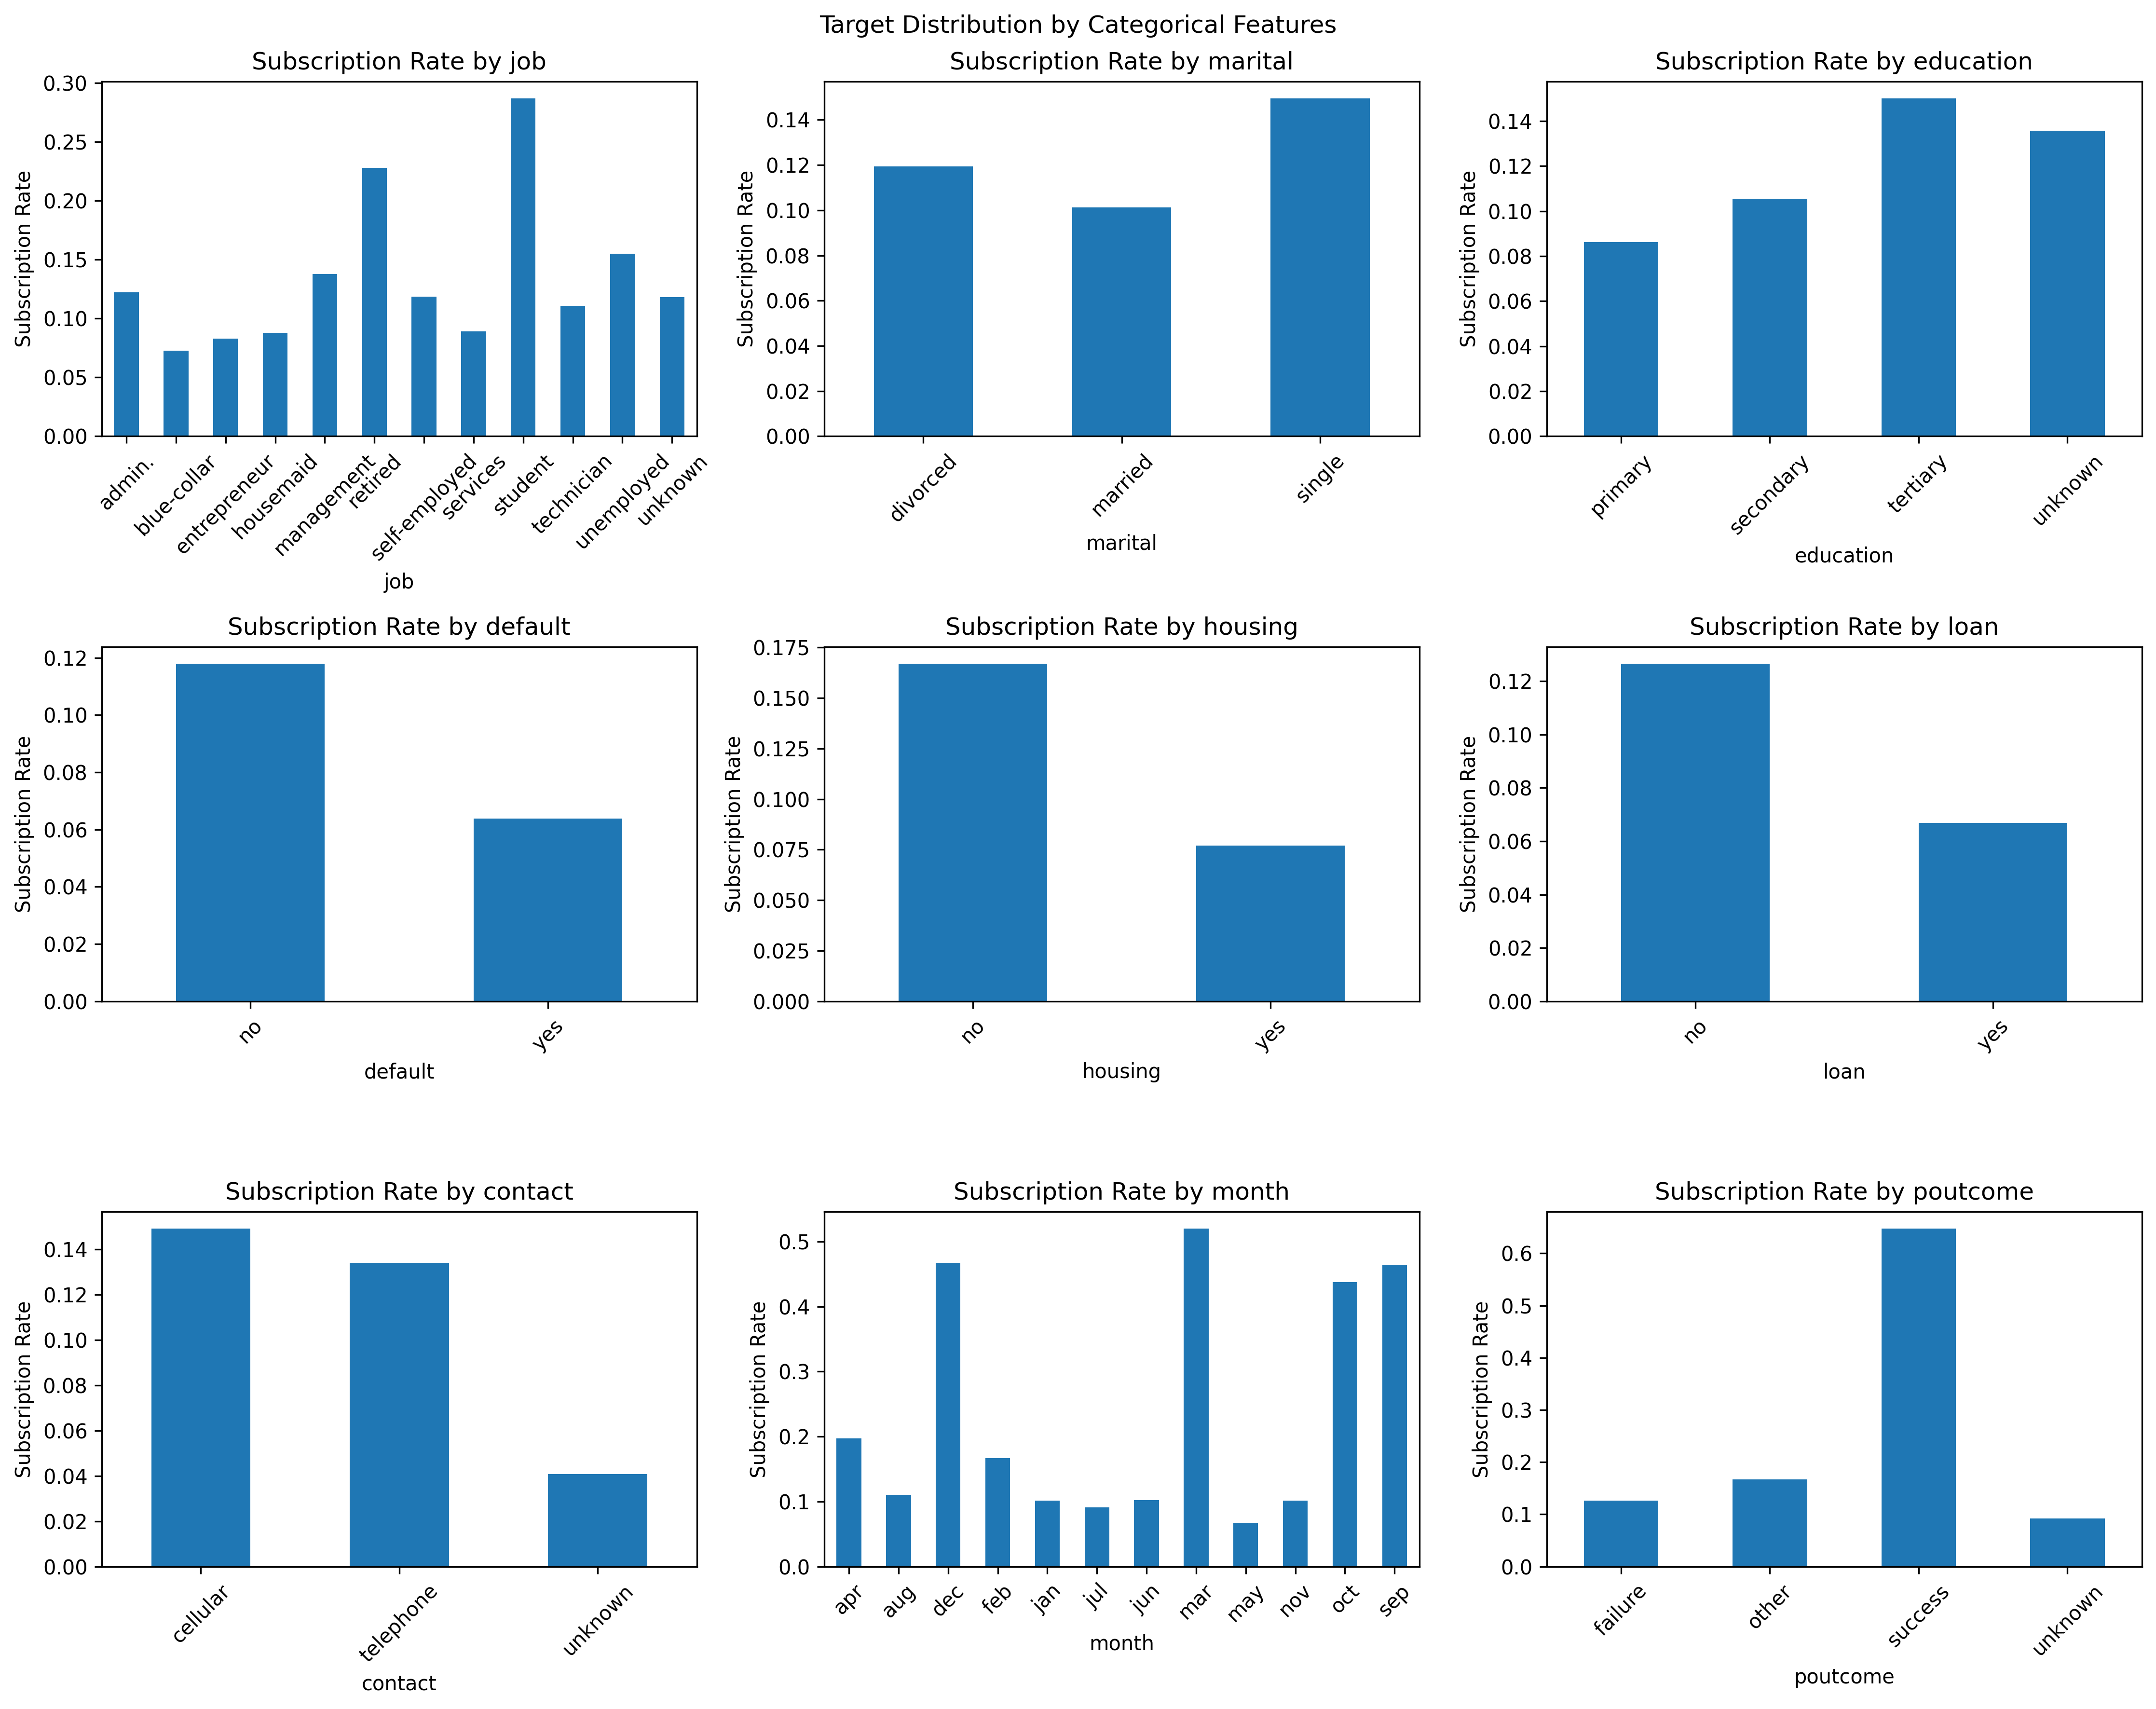 Target Distribution by Categorical Features
Subscription Rate by job
Subscription Rate
0.30
0.25
0.20
0.15
0.10
0.05
0.00
admin.
blue-collar
entrepreneur
housemaid
management
retired
self-employed
services
student
technician
unemployed
unknown
job
Subscription Rate by marital
Subscription Rate
0.14
0.12
0.10
0.08
0.06
0.04
0.02
0.00
divorced
married
single
marital
Subscription Rate by education
Subscription Rate
0.14
0.12
0.10
0.08
0.06
0.04
0.02
0.00
primary
secondary
tertiary
unknown
education
Subscription Rate by default
Subscription Rate
0.12
0.10
0.08
0.06
0.04
0.02
0.00
no
yes
default
Subscription Rate by housing
Subscription Rate
0.175
0.150
0.125
0.100
0.075
0.050
0.025
0.000
no
yes
housing
Subscription Rate by loan
Subscription Rate
0.12
0.10
0.08
0.06
0.04
0.02
0.00
no
yes
loan
Subscription Rate by contact
Subscription Rate
0.14
0.12
0.10
0.08
0.06
0.04
0.02
0.00
cellular
telephone
unknown
contact
Subscription Rate by month
Subscription Rate
0.5
0.4
0.3
0.2
0.1
0.0
apr
aug
dec
feb
jan
jul
jun
mar
may
nov
oct
sep
month
Subscription Rate by poutcome
Subscription Rate
0.6
0.5
0.4
0.3
0.2
0.1
0.0
failure
other
success
unknown
poutcome